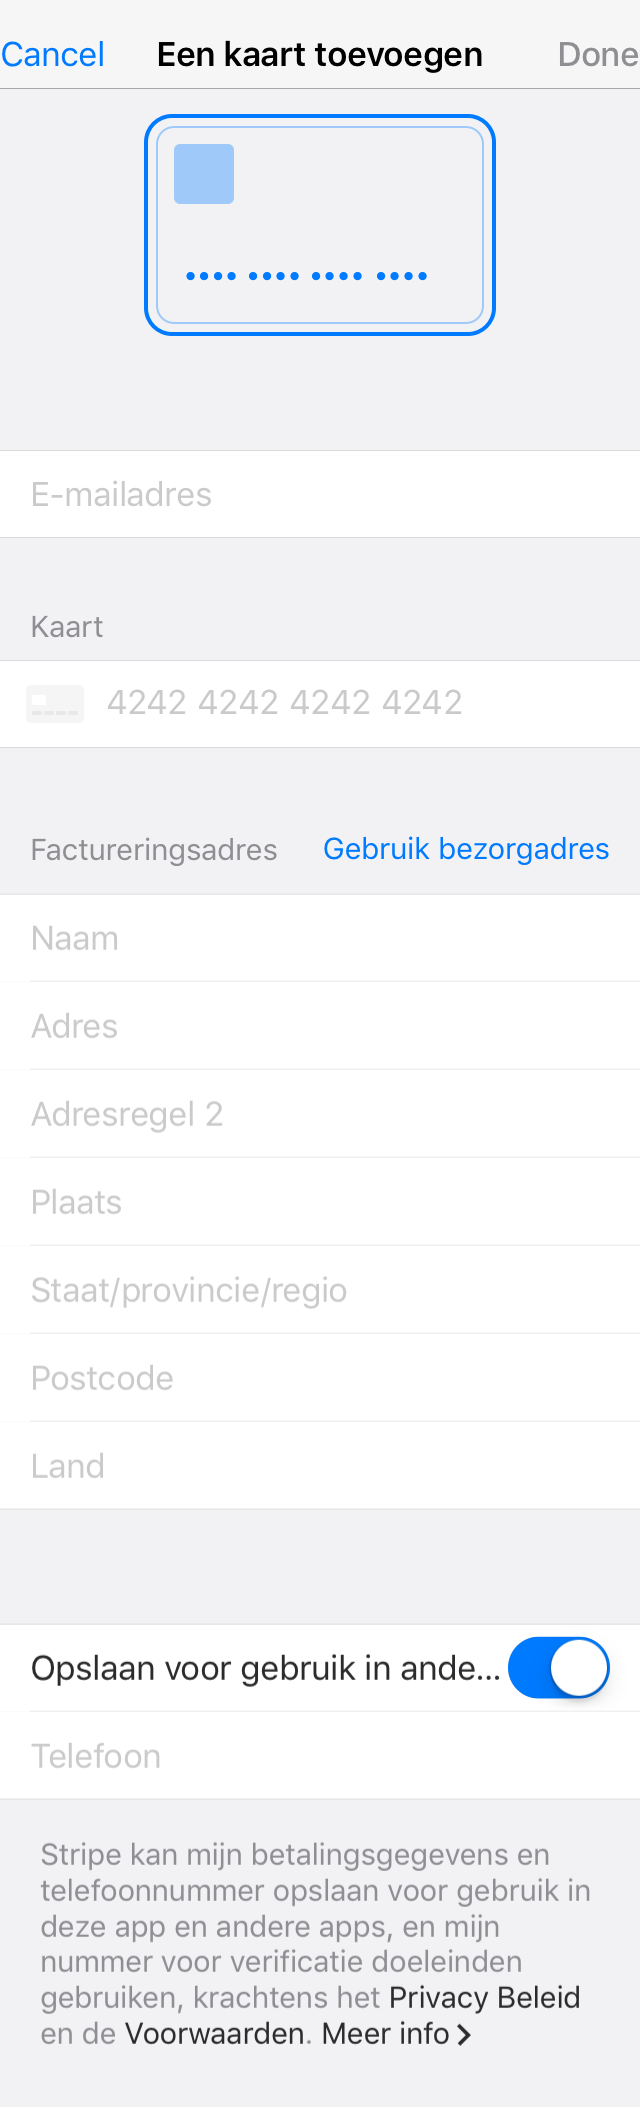 Cancel Een kaart toevoegen Done
E-mailadres
Kaart
4242 4242 4242 4242
Factureringsadres Gebruik bezorgadres
Naam
Adres
Adresregel 2
Plaats
Staat/provincie/regio
Postcode
Land
Opslaan voor gebruik in ande...
Telefoon
Stripe kan mijn betalingsgegevens en
telefoonnummer opslaan voor gebruik in
deze app en andere apps, en mijn
nummer voor verificatie doeleinden
gebruiken, krachtens het Privacy Beleid
en de Voorwaarden. Meer info